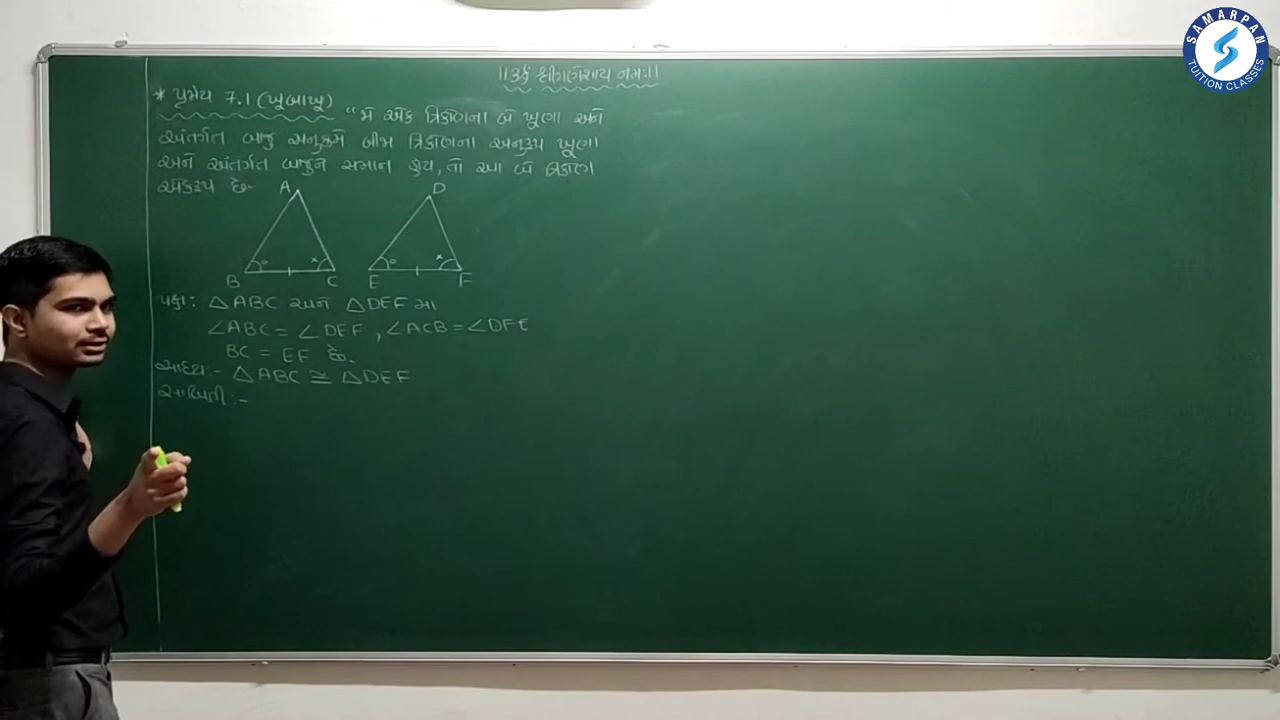 ॥ ૐ શ્રી ગણેશાય નમઃ ॥
SAMARPAN
TUITION CLASSES
* પ્રમેય 7.1 (ખૂબાખૂ)
"જો એક ત્રિકોણના બે ખૂણા અને
અંતર્ગત બાજુ અનુક્રમે બીજા ત્રિકોણના અનુરૂપ ખૂણા
અને અંતર્ગત બાજુને સમાન હોય, તો આ બે ત્રિકોણ
એકરૂપ છે.
A D
B C E F
પક્ષ : △ABC અને △DEF મા
∠ABC = ∠DEF , ∠ACB = ∠DFE
BC = EF છે.
સાધ્ય :- △ABC ≅ △DEF
સાબિતી :-